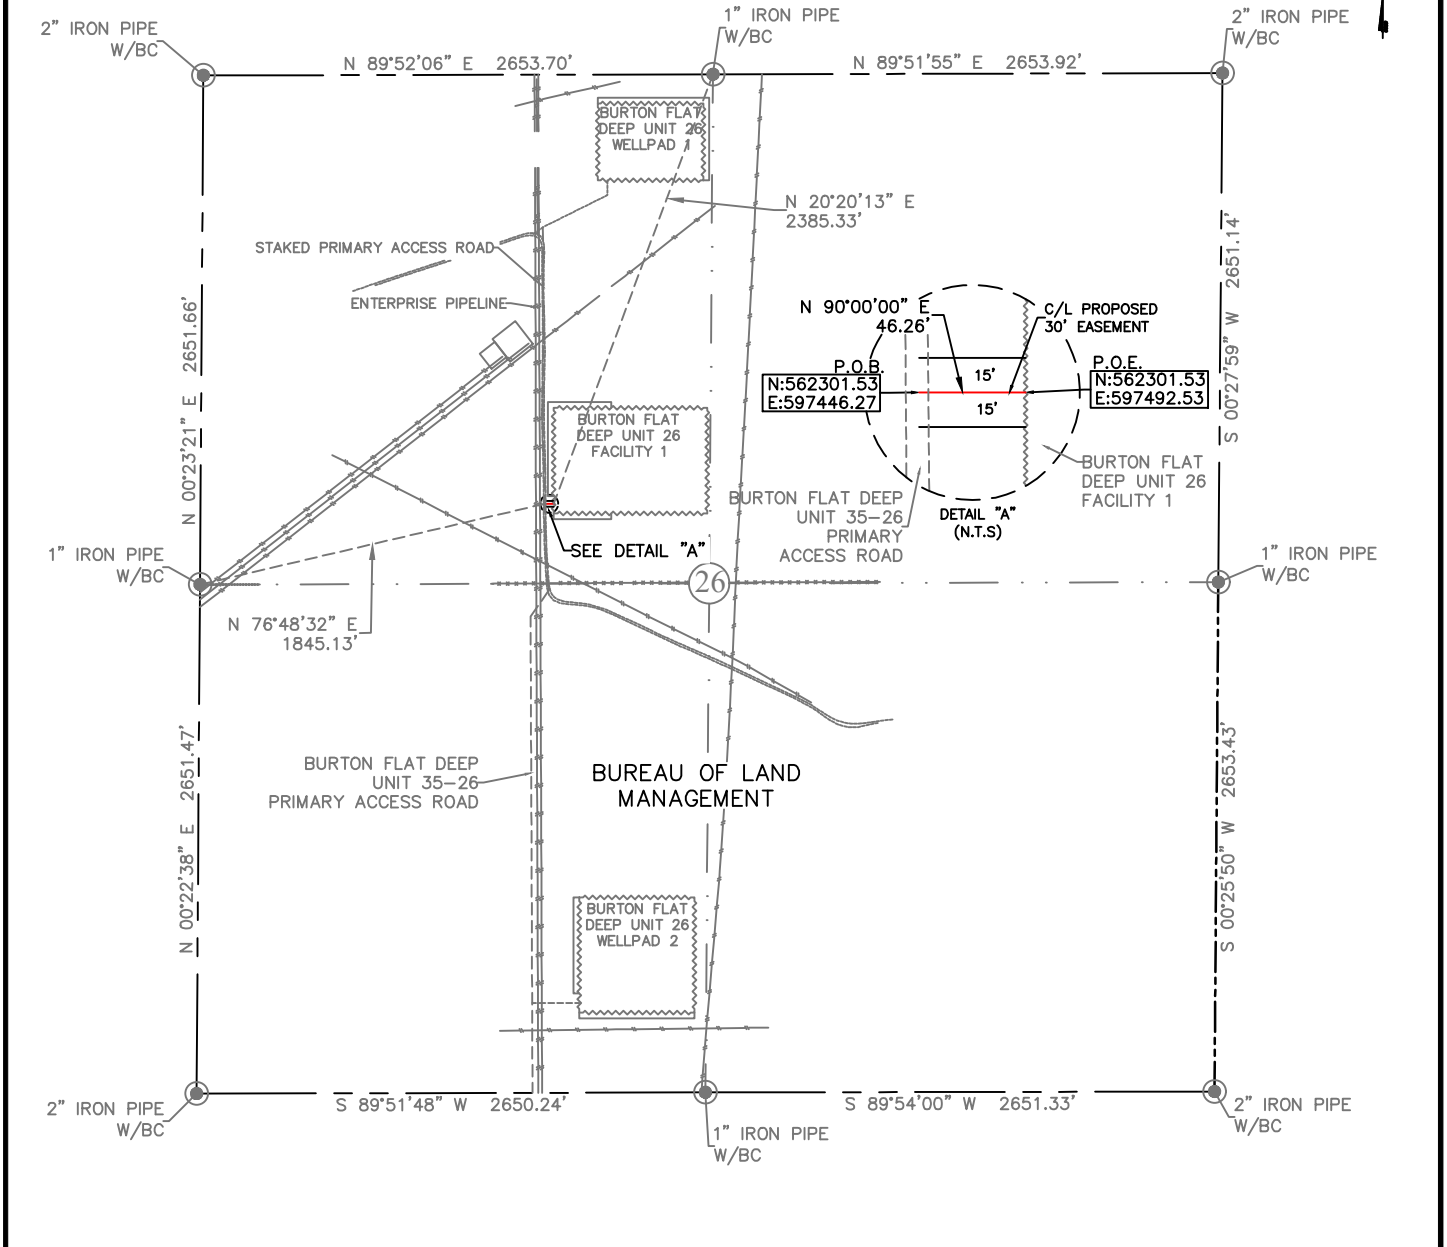 2” IRON PIPE
W/BC
1” IRON PIPE
W/BC
2” IRON PIPE
W/BC
N 89°52'06” E 2653.70'
N 89°51'55” E 2653.92'
BURTON FLAT
DEEP UNIT 26
WELLPAD 1
N 20°20'13” E
2385.33'
STAKED PRIMARY ACCESS ROAD
ENTERPRISE PIPELINE
N 00°23'21” E 2651.66'
S 00°27'59” W 2651.14'
N 90°00'00” E
46.26'
C/L PROPOSED
30' EASEMENT
P.O.B.
N:562301.53
E:597446.27
15'
15'
P.O.E.
N:562301.53
E:597492.53
BURTON FLAT
DEEP UNIT 26
FACILITY 1
BURTON FLAT
DEEP UNIT 26
FACILITY 1
BURTON FLAT DEEP
UNIT 35-26
PRIMARY
ACCESS ROAD
DETAIL "A"
(N.T.S)
SEE DETAIL "A"
1” IRON PIPE
W/BC
26
1” IRON PIPE
W/BC
N 76°48'32” E
1845.13'
N 00°22'38” E 2651.47'
BURTON FLAT DEEP
UNIT 35-26
PRIMARY ACCESS ROAD
BUREAU OF LAND
MANAGEMENT
S 00°25'50” W 2653.43'
BURTON FLAT
DEEP UNIT 26
WELLPAD 2
2” IRON PIPE
W/BC
S 89°51'48” W 2650.24'
1” IRON PIPE
W/BC
S 89°54'00” W 2651.33'
2” IRON PIPE
W/BC